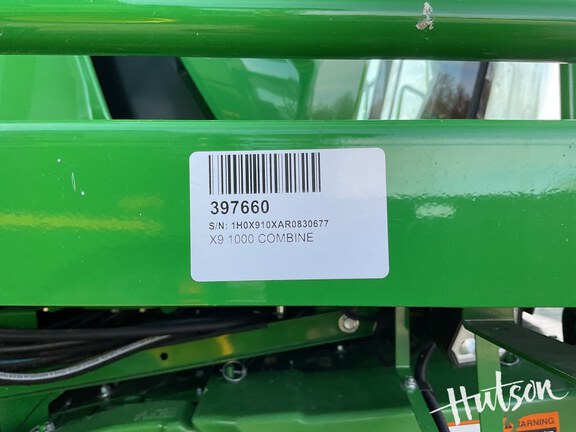 397660
S/N: 1H0X910XAR0830677
X9 1000 COMBINE
Hutson
WARNING